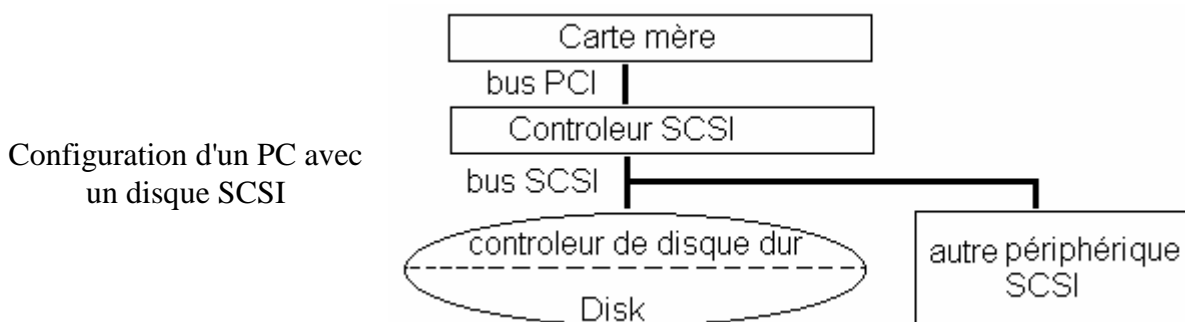 Carte mère
bus PCI
Controleur SCSI
Configuration d'un PC avec
un disque SCSI
bus SCSI
controleur de disque dur
Disk
autre périphérique
SCSI